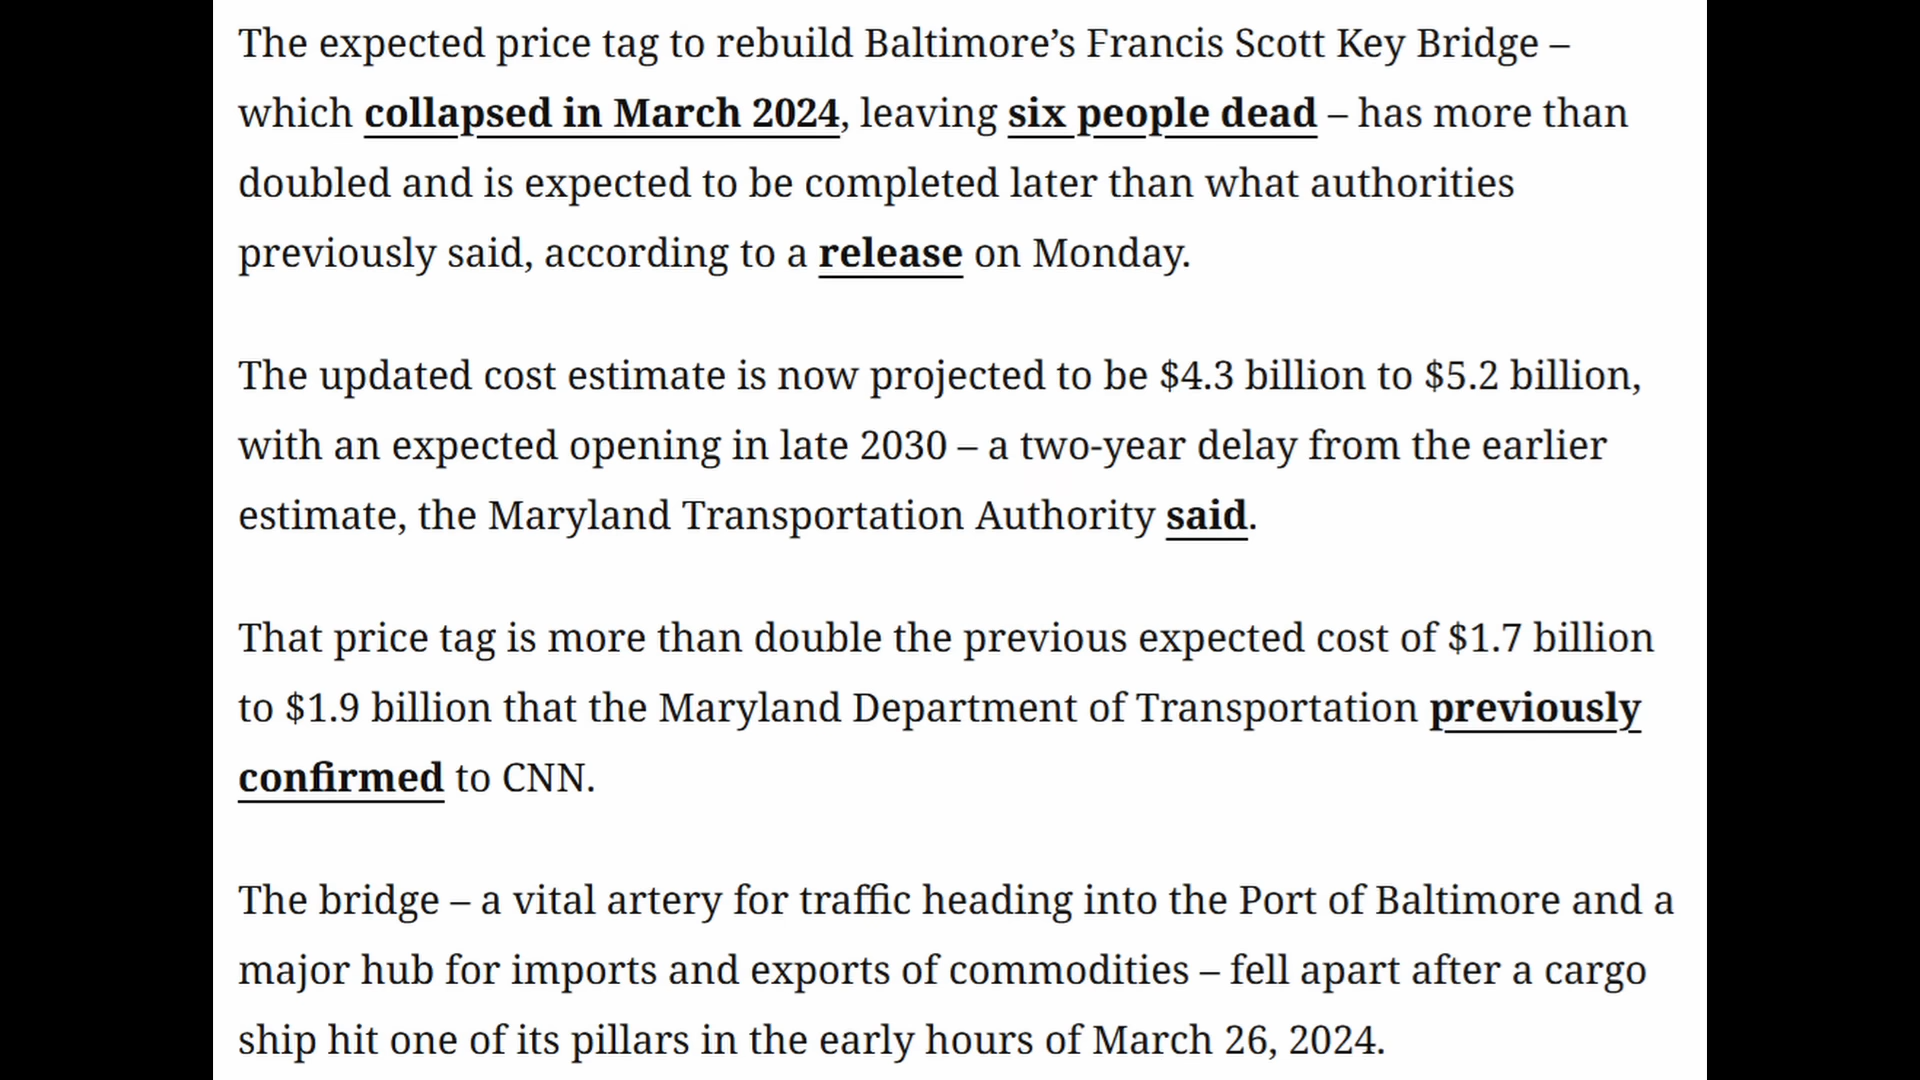 The expected price tag to rebuild Baltimore’s Francis Scott Key Bridge –
which collapsed in March 2024, leaving six people dead – has more than
doubled and is expected to be completed later than what authorities
previously said, according to a release on Monday.
The updated cost estimate is now projected to be $4.3 billion to $5.2 billion,
with an expected opening in late 2030 – a two-year delay from the earlier
estimate, the Maryland Transportation Authority said.
That price tag is more than double the previous expected cost of $1.7 billion
to $1.9 billion that the Maryland Department of Transportation previously
confirmed to CNN.
The bridge – a vital artery for traffic heading into the Port of Baltimore and a
major hub for imports and exports of commodities – fell apart after a cargo
ship hit one of its pillars in the early hours of March 26, 2024.